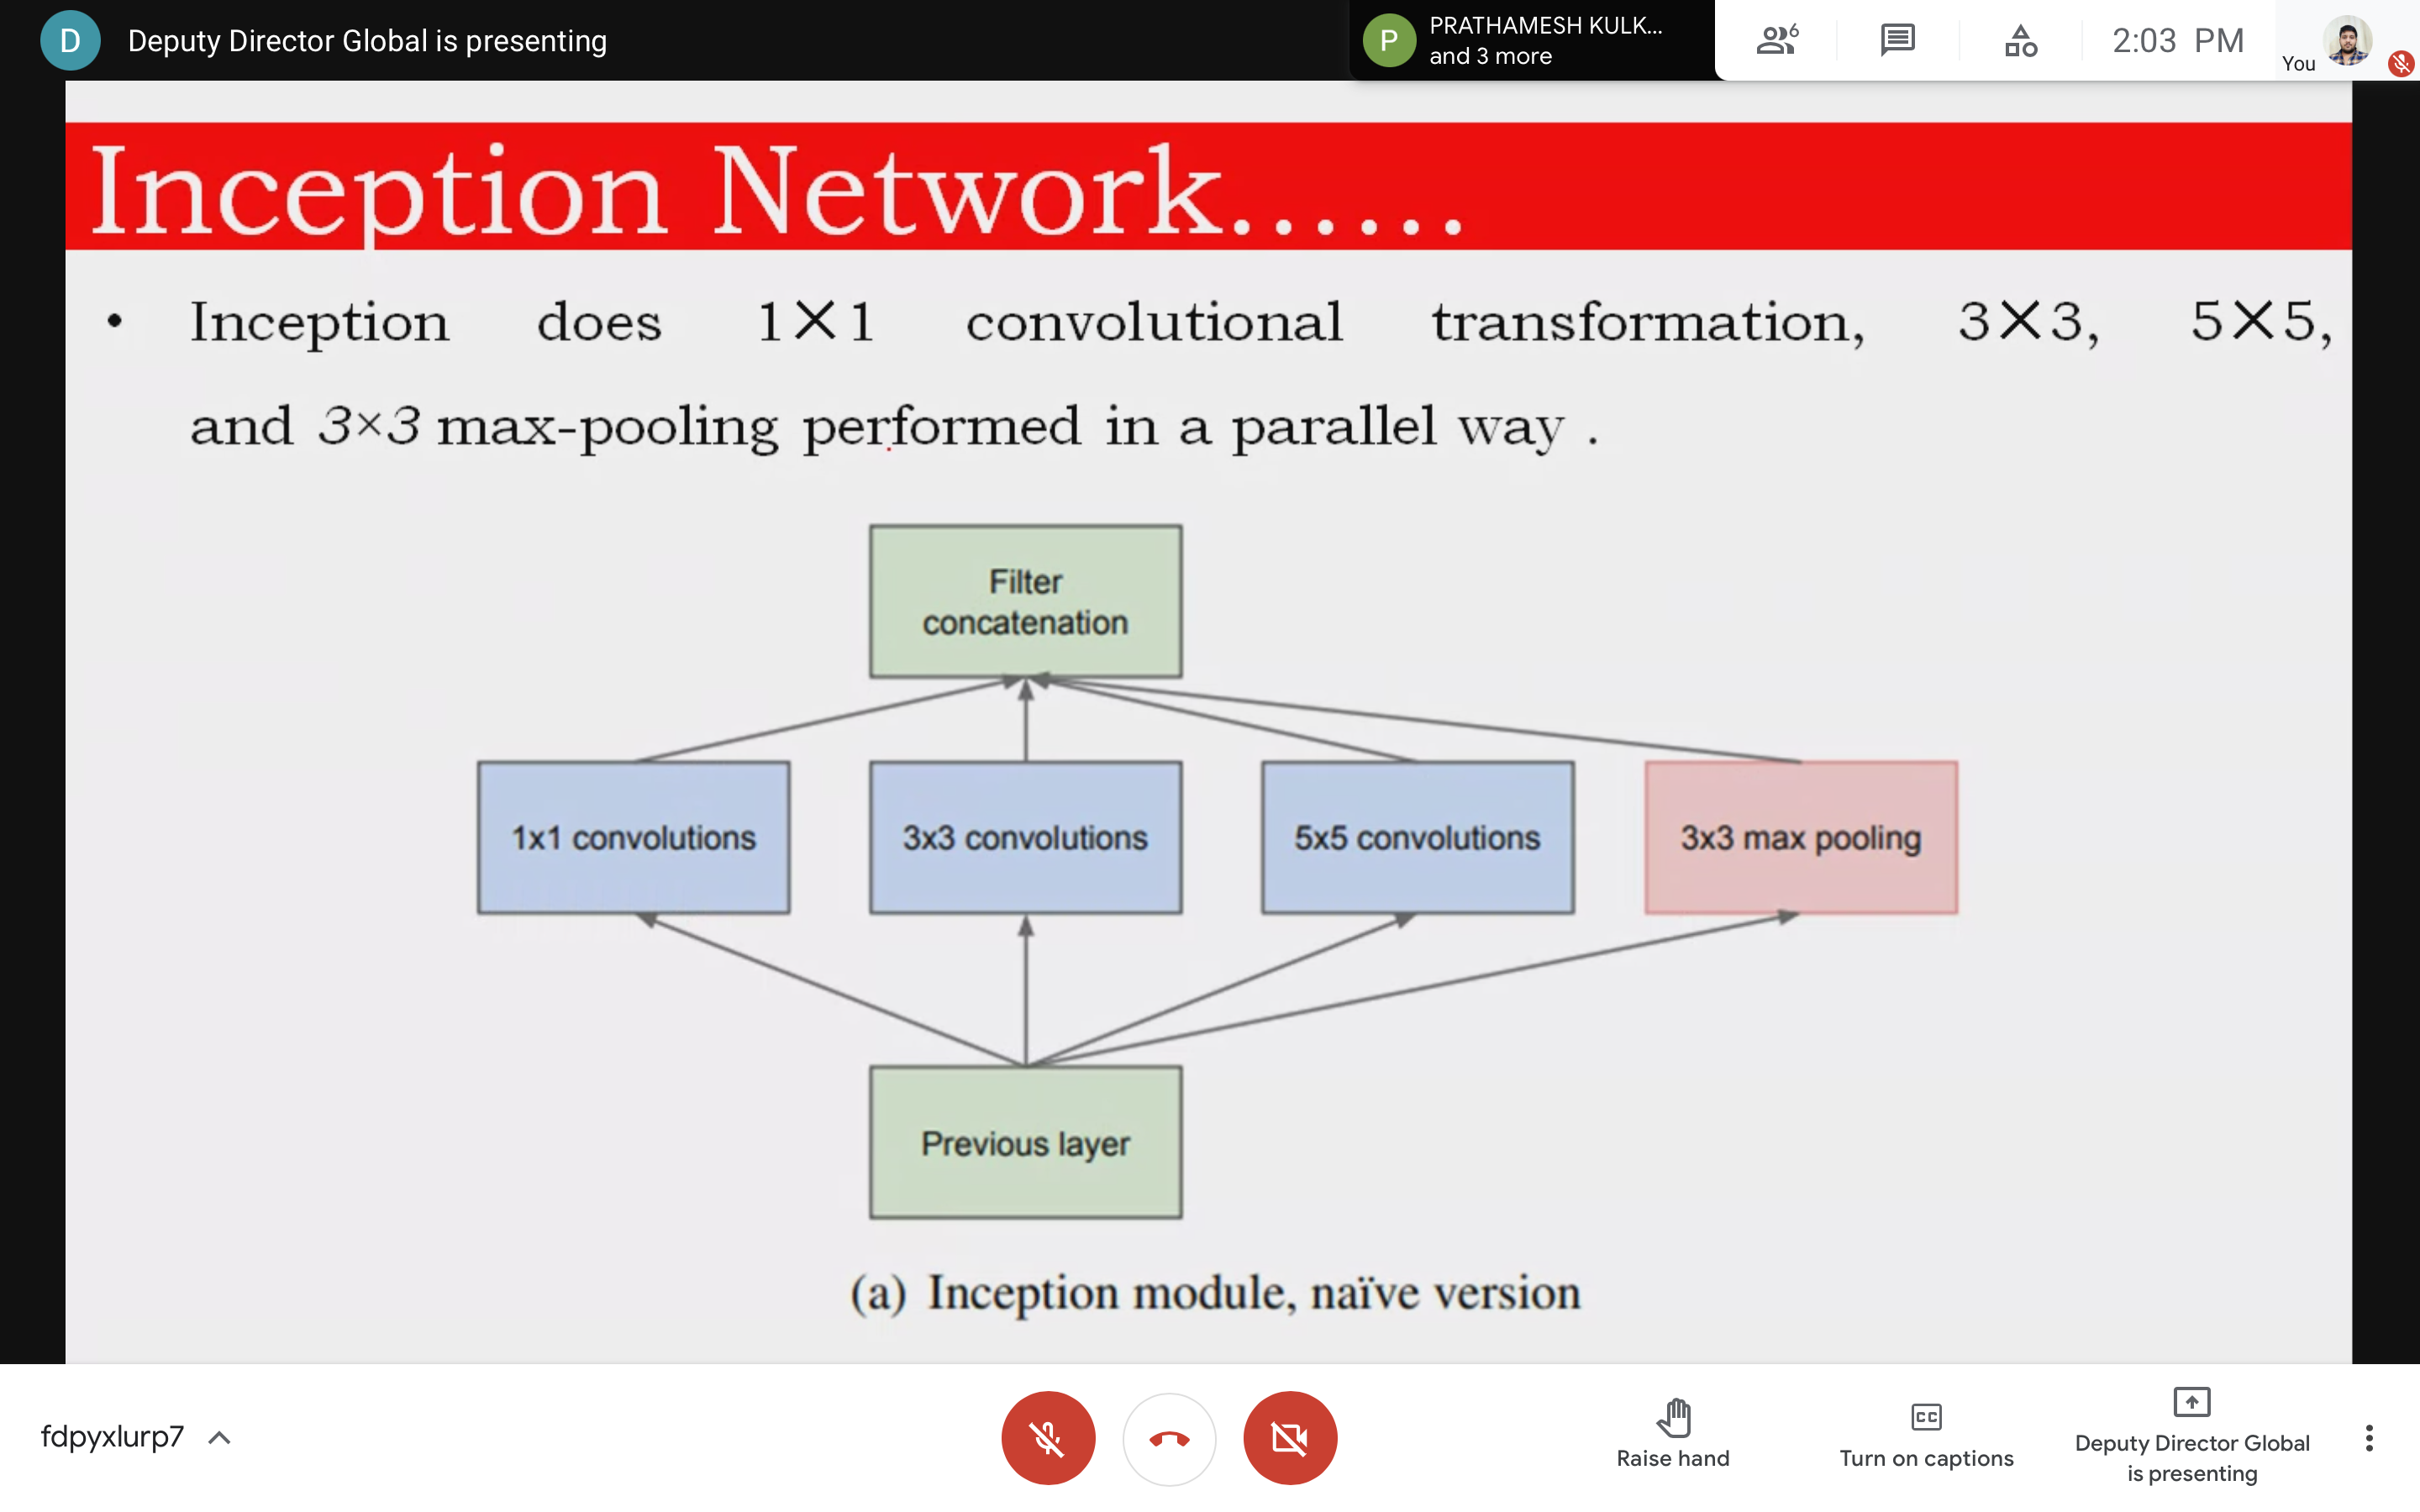 D Deputy Director Global is presenting
P PRATHAMESH KULK...
and 3 more
6
2:03 PM
You
Inception Network......
• Inception does 1×1 convolutional transformation, 3×3, 5×5,
and 3×3 max-pooling performed in a parallel way .
Filter
concatenation
1x1 convolutions 3x3 convolutions 5x5 convolutions 3x3 max pooling
Previous layer
(a) Inception module, naïve version
fdpyxlurp7
Raise hand
CC
Turn on captions
Deputy Director Global
is presenting